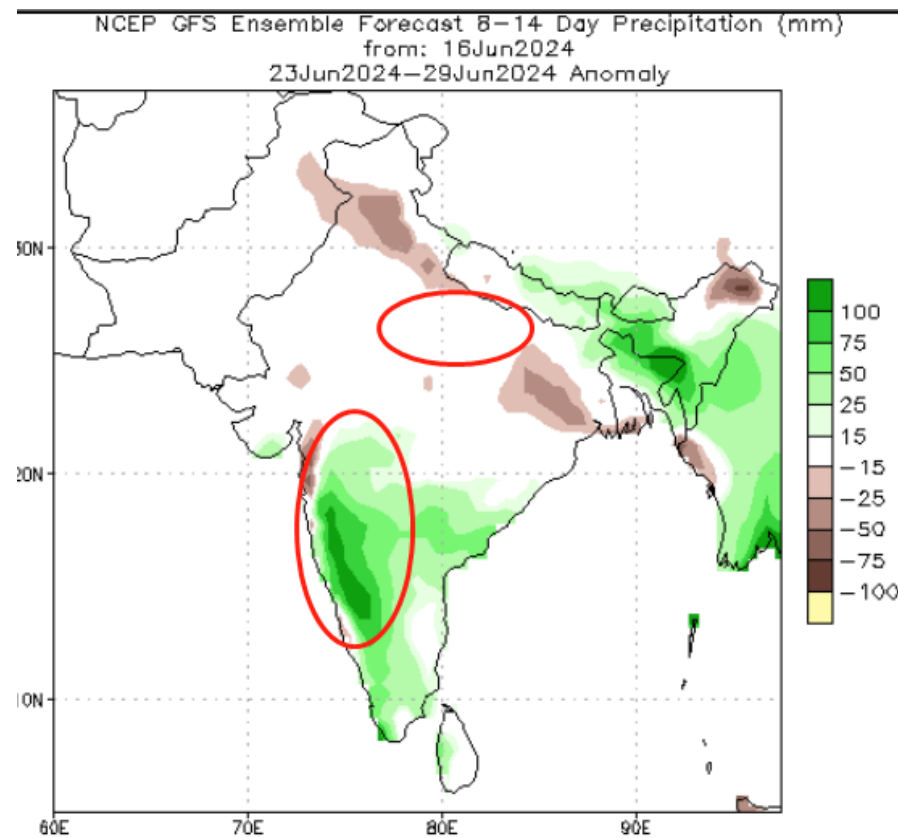 NCEP GFS Ensemble Forecast 8-14 Day Precipitation (mm)
from: 16Jun2024
23Jun2024-29Jun2024 Anomaly
30N
20N
10N
60E
70E
80E
90E
100
75
50
25
15
-15
-25
-50
-75
-100